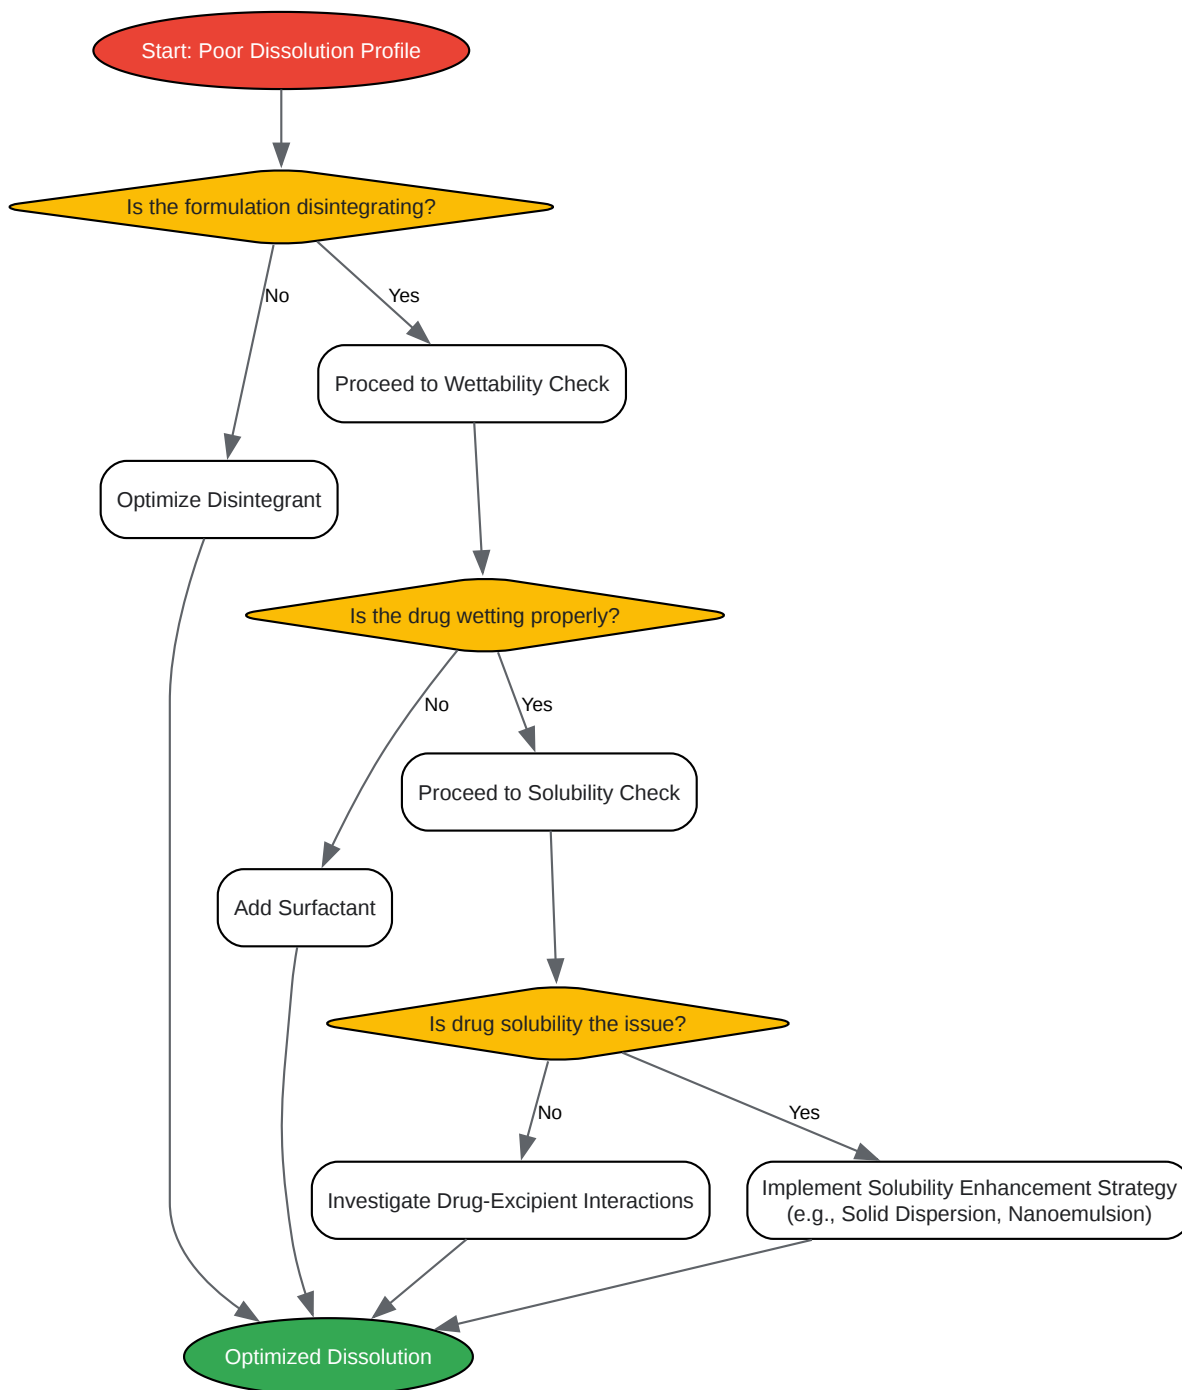 Start: Poor Dissolution Profile
Is the formulation disintegrating?
No
Yes
Proceed to Wettability Check
Optimize Disintegrant
Is the drug wetting properly?
No
Yes
Proceed to Solubility Check
Add Surfactant
Is drug solubility the issue?
No
Yes
Investigate Drug-Excipient Interactions
Implement Solubility Enhancement Strategy
(e.g., Solid Dispersion, Nanoemulsion)
Optimized Dissolution